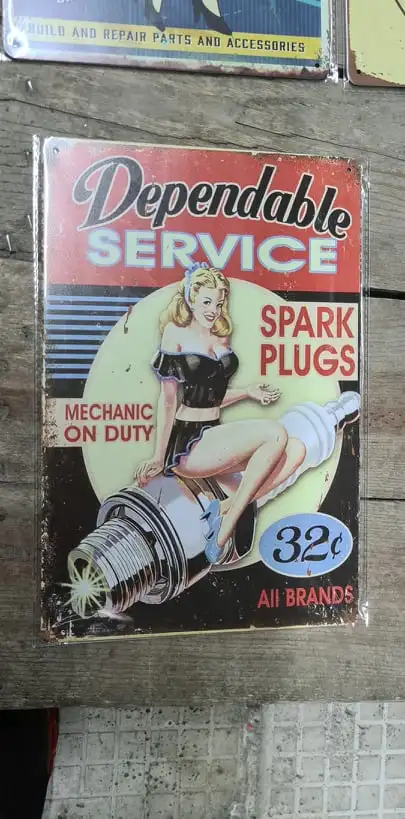 BUILD AND REPAIR PARTS AND ACCESSORIES
Dependable
SERVICE
SPARK
PLUGS
MECHANIC
ON DUTY
32¢
All BRANDS